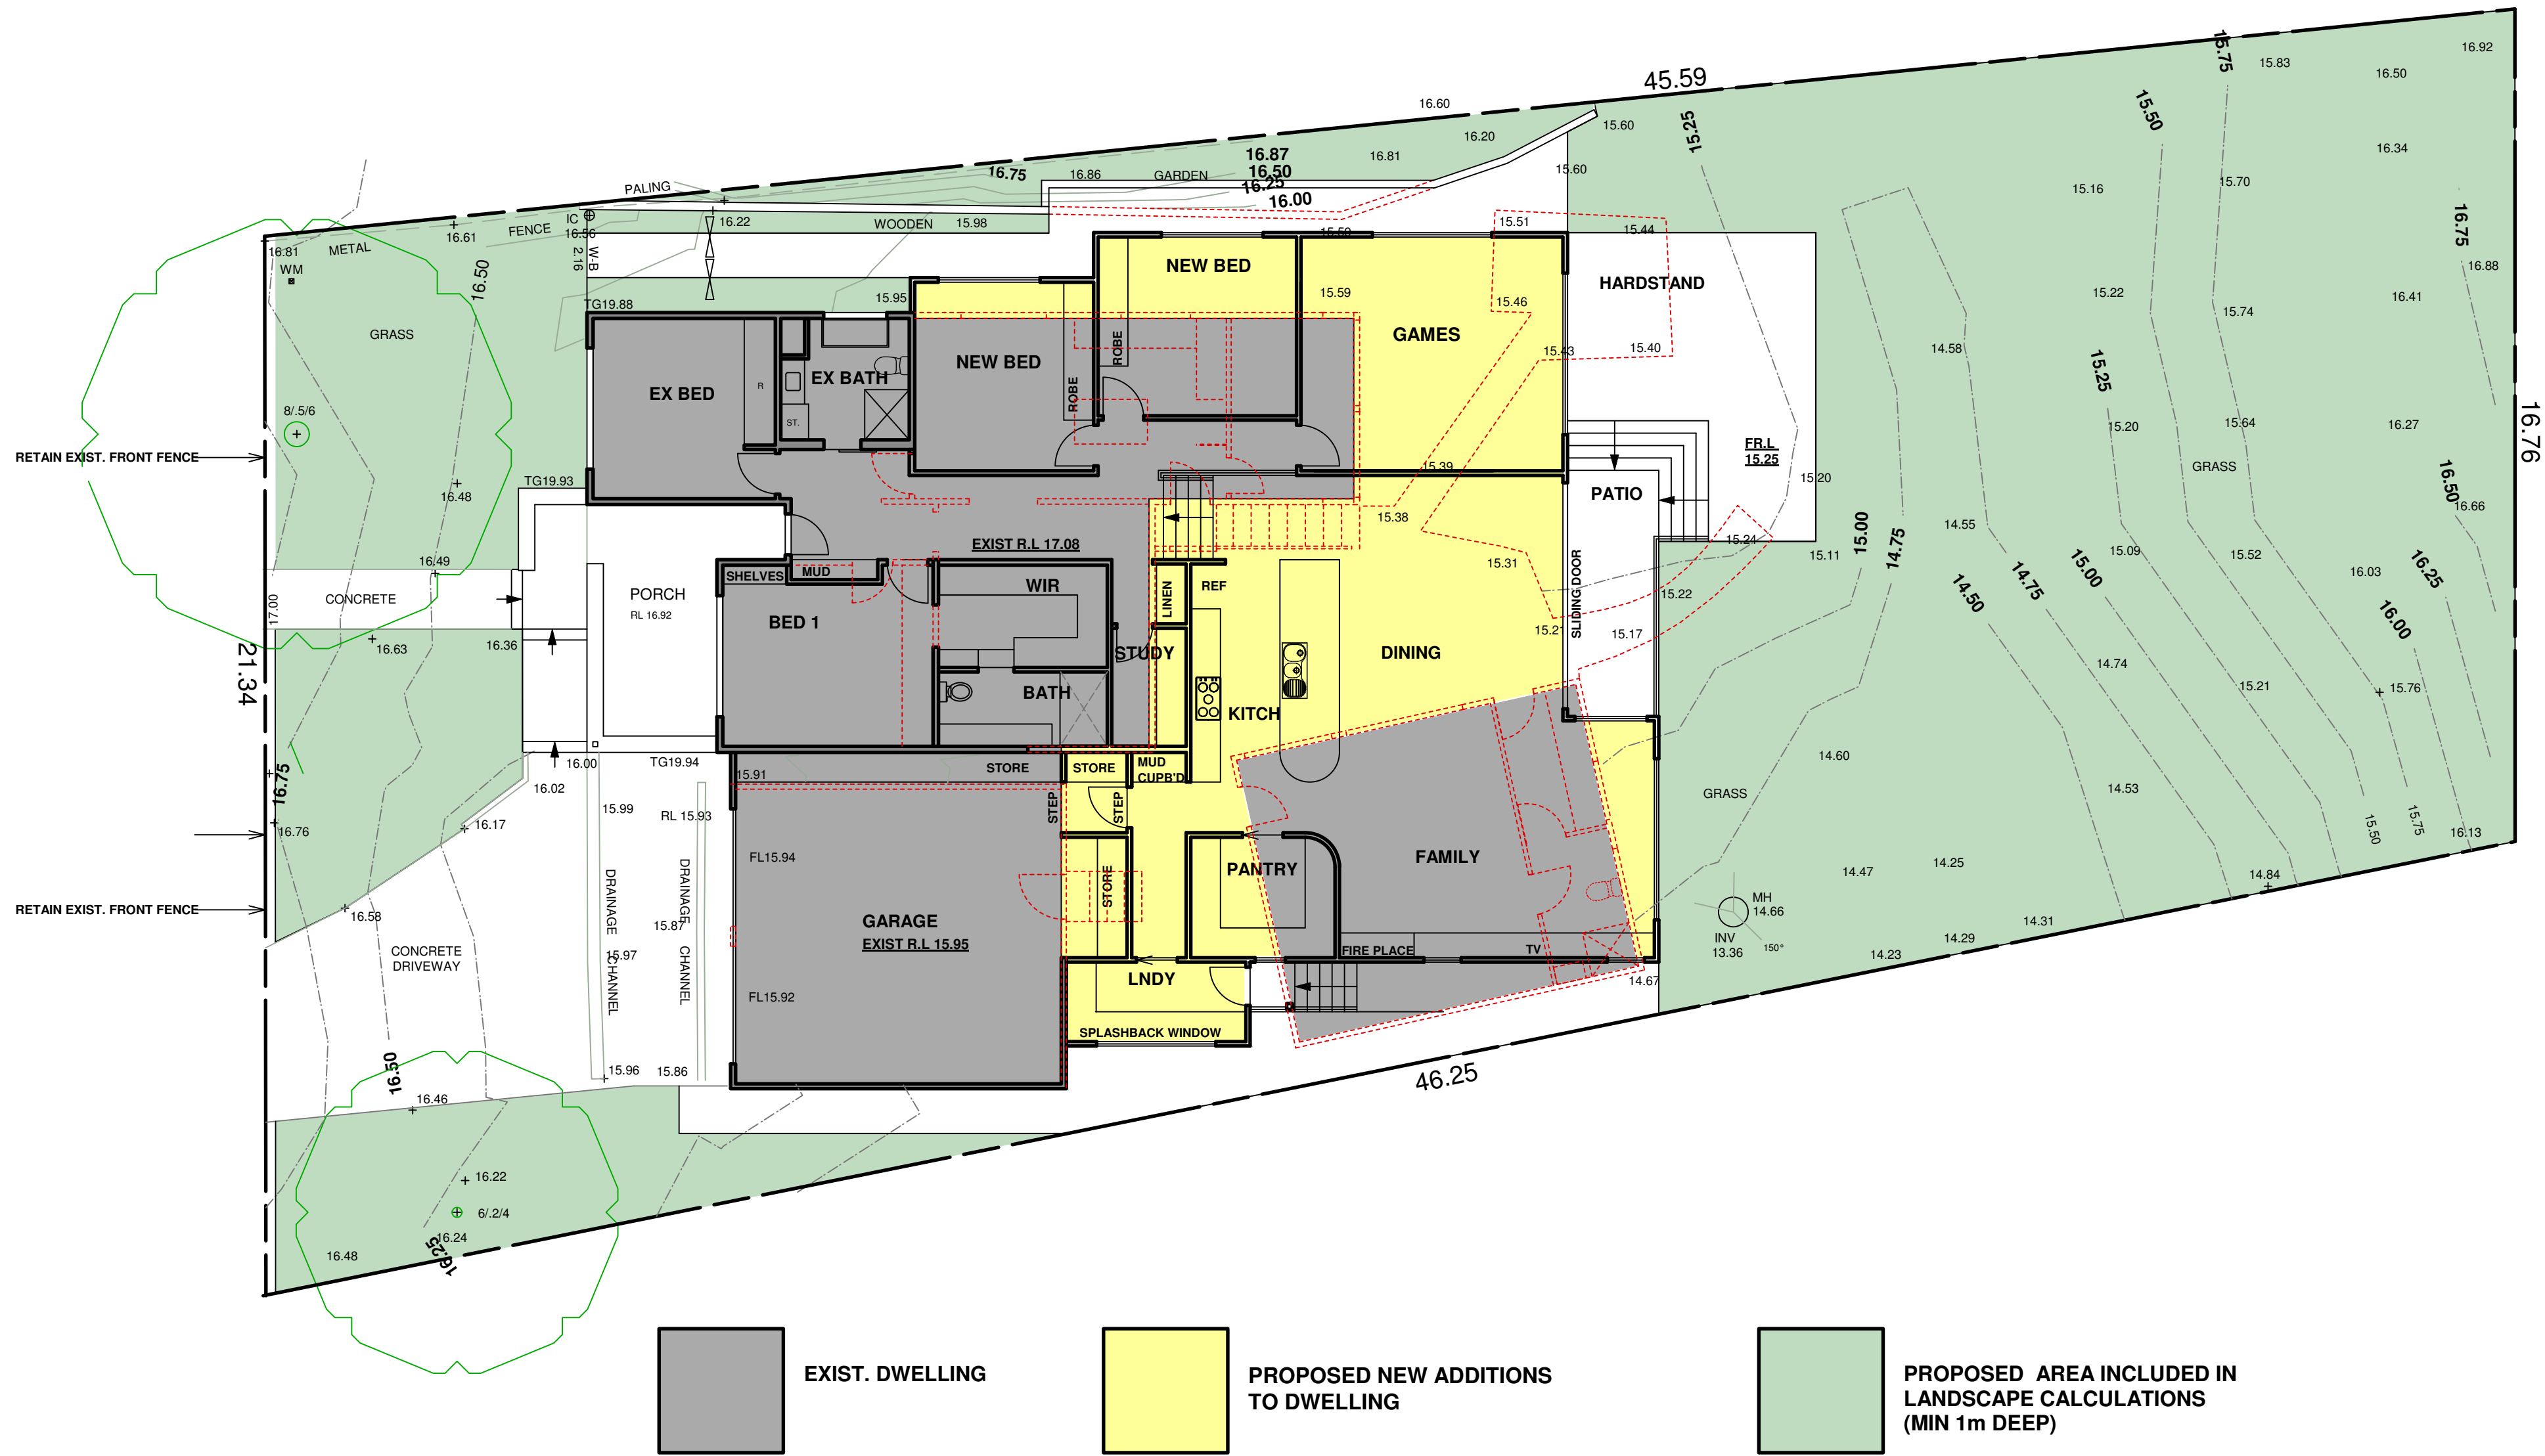 15.75
15.83
16.92
16.50
45.59
16.60
15.50
15.25
15.60
16.20
16.87
16.81
16.50
15.60
16.34
16.75
16.86
GARDEN
16.25
16.00
PALING
15.16
15.70
IC
16.56
16.22
WOODEN
15.98
15.51
15.44
16.75
16.61
FENCE
METAL
16.81
WM
2.16
W-B
15.59
NEW BED
HARDSTAND
16.88
16.50
TG19.88
15.95
15.59
15.46
15.22
16.41
15.74
GRASS
GAMES
15.43
15.40
14.58
ROBE
NEW BED
EX BATH
EX BED
R
ROBE
15.25
8/.5/6
ST.
15.20
15.64
16.27
RETAIN EXIST. FRONT FENCE
FR.L
15.25
16.76
15.39
GRASS
TG19.93
16.48
15.20
PATIO
16.50
16.66
15.38
14.55
15.00
14.75
EXIST R.L 17.08
15.24
15.11
15.09
15.52
16.49
15.31
SHELVES
MUD
WIR
REF
LINEN
SLIDING DOOR
14.50
14.75
15.00
16.03
16.25
CONCRETE
17.00
PORCH
RL 16.92
15.22
16.00
BED 1
15.21
15.17
16.36
16.63
STUDY
DINING
14.74
21.34
BATH
15.21
15.76
KITCH
16.00
TG19.94
STORE
STORE
MUD
CUPB'D
14.60
16.75
15.91
16.02
14.53
GRASS
15.99
RL 15.93
STEP
STEP
15.50
15.75
16.76
16.17
16.13
FL15.94
FAMILY
PANTRY
14.47
14.25
14.84
DRAINAGE CHANNEL
DRAINAGE CHANNEL
STORE
MH
14.66
RETAIN EXIST. FRONT FENCE
16.58
GARAGE
15.87
14.31
EXIST R.L 15.95
INV
13.36
150°
14.29
CONCRETE
DRIVEWAY
15.97
FIRE PLACE
TV
14.23
LNDY
14.67
FL15.92
SPLASHBACK WINDOW
16.50
15.96
15.86
46.25
16.46
16.22
6/.2/4
16.24
16.48
16.25
EXIST. DWELLING
PROPOSED NEW ADDITIONS
TO DWELLING
PROPOSED AREA INCLUDED IN
LANDSCAPE CALCULATIONS
(MIN 1m DEEP)